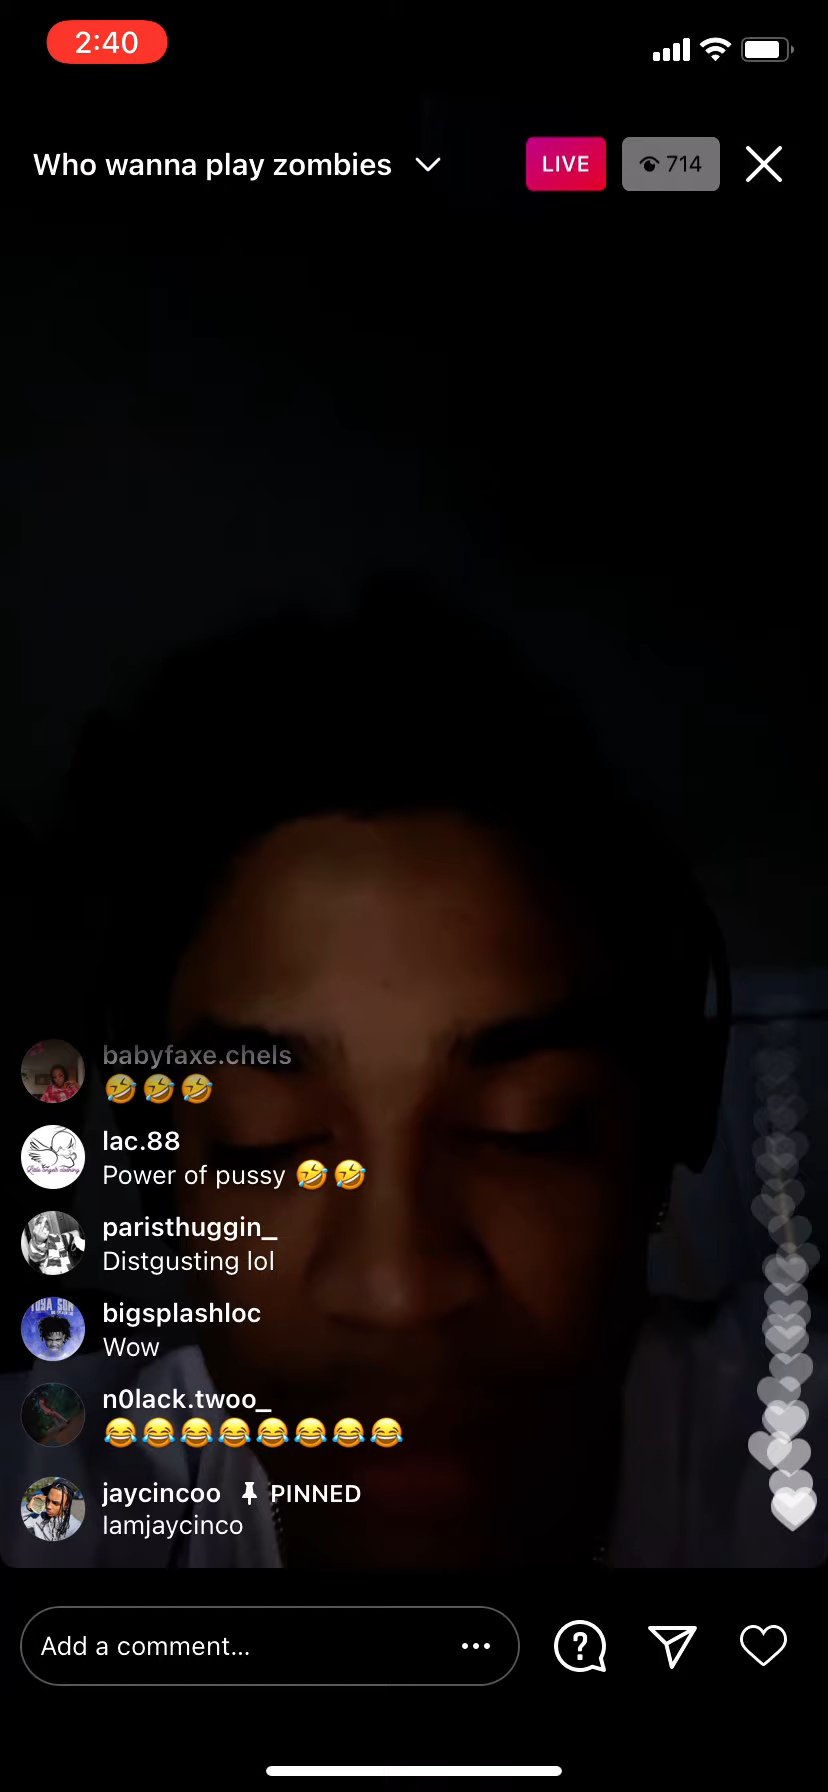 2:40
Who wanna play zombies
LIVE
714
babyfaxe.chels
🤣🤣🤣
lac.88
Power of pussy 🤣🤣
paristhuggin_
Distgusting lol
bigsplashloc
Wow
n0lack.twoo_
😂😂😂😂😂😂😂😂
jaycincoo 📌 PINNED
Iamjaycinco
Add a comment...